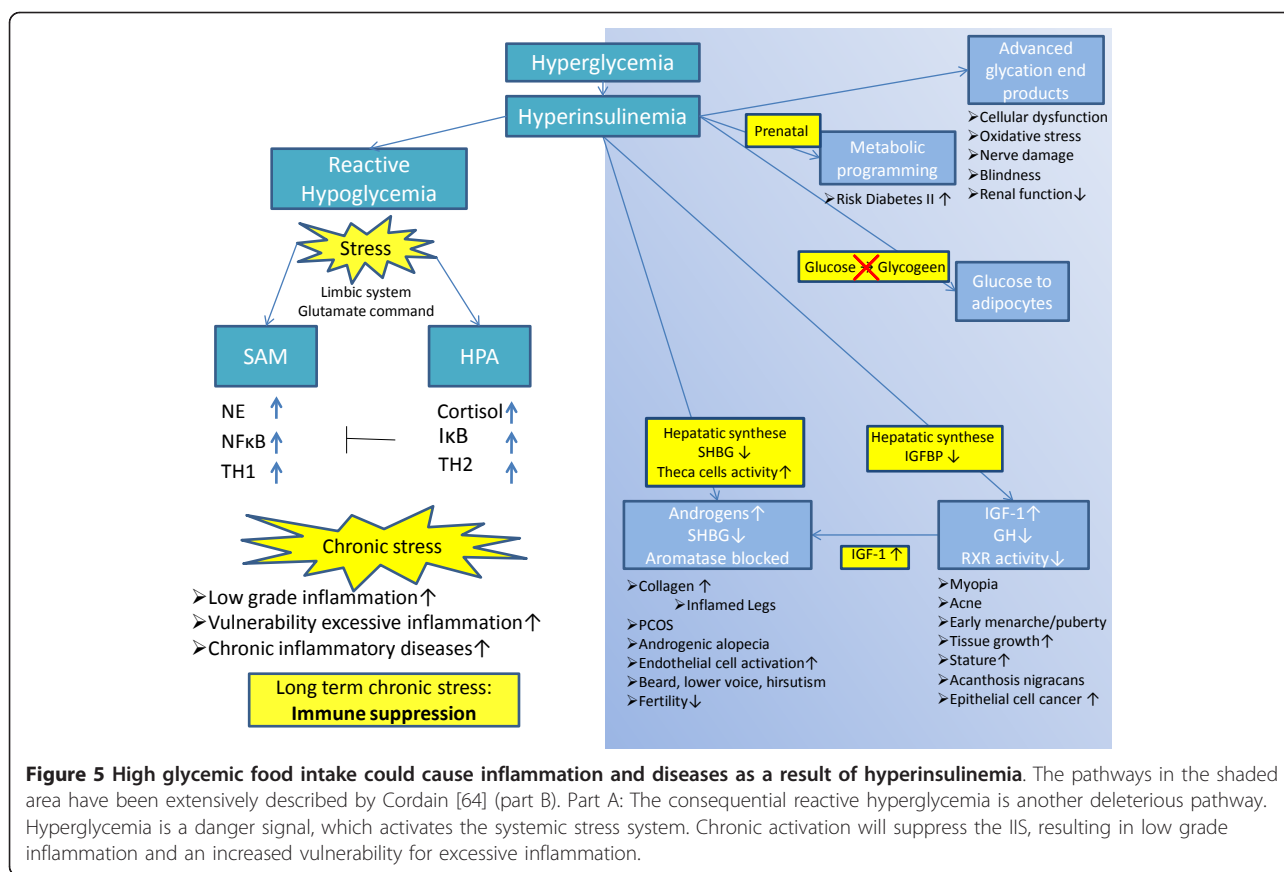 Hyperglycemia
Hyperinsulinemia
Reactive
Hypoglycemia
Stress
Limbic system
Glutamate command
SAM
HPA
NE ↑
NFκB ↑
TH1 ↑
Cortisol ↑
IκB ↑
TH2 ↑
Chronic stress
➢Low grade inflammation↑
➢Vulnerability excessive inflammation↑
➢Chronic inflammatory diseases↑
Long term chronic stress:
Immune suppression
Advanced
glycation end
products
➢Cellular dysfunction
➢Oxidative stress
➢Nerve damage
➢Blindness
➢Renal function↓
Prenatal
Metabolic
programming
➢Risk Diabetes II ↑
Glucose → Glycogeen
Glucose to
adipocytes
Hepatatic synthese
SHBG ↓
Theca cells activity↑
Hepatatic synthese
IGFBP ↓
Androgens↑
SHBG↓
Aromatase blocked
IGF-1 ↑
IGF-1↑
GH↓
RXR activity↓
➢Collagen ↑
➢Inflamed Legs
➢PCOS
➢Androgenic alopecia
➢Endothelial cell activation↑
➢Beard, lower voice, hirsutism
➢Fertility↓
➢Myopia
➢Acne
➢Early menarche/puberty
➢Tissue growth↑
➢Stature↑
➢Acanthosis nigracans
➢Epithelial cell cancer ↑
Figure 5 High glycemic food intake could cause inflammation and diseases as a result of hyperinsulinemia. The pathways in the shaded
area have been extensively described by Cordain [64] (part B). Part A: The consequential reactive hyperglycemia is another deleterious pathway.
Hyperglycemia is a danger signal, which activates the systemic stress system. Chronic activation will suppress the IIS, resulting in low grade
inflammation and an increased vulnerability for excessive inflammation.